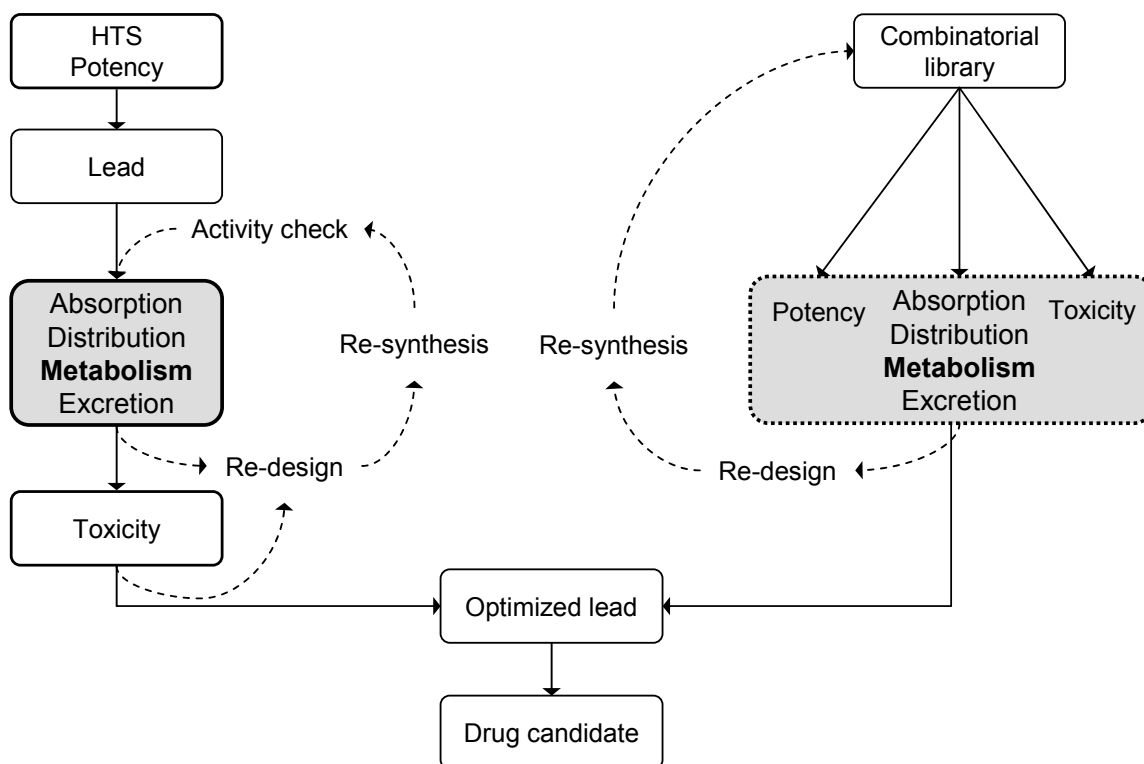 HTS
Potency
Lead
Activity check
Absorption
Distribution
Metabolism
Excretion
Re-synthesis
Re-design
Toxicity
Combinatorial
library
Potency
Absorption
Distribution
Metabolism
Excretion
Toxicity
Re-synthesis
Re-design
Optimized lead
Drug candidate